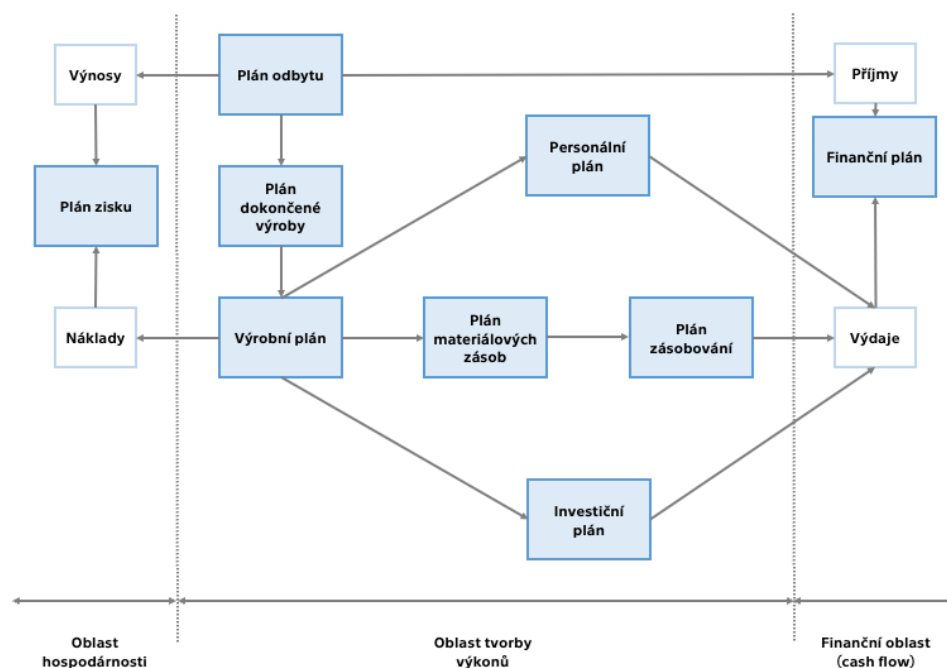 Výnosy
Plán odbytu
Příjmy
Personální
plán
Finanční plán
Plán zisku
Plán
dokončené
výroby
Náklady
Výrobní plán
Plán
materiálových
zásob
Plán
zásobování
Výdaje
Investiční
plán
Oblast
hospodárnosti
Oblast tvorby
výkonů
Finanční oblast
(cash flow)